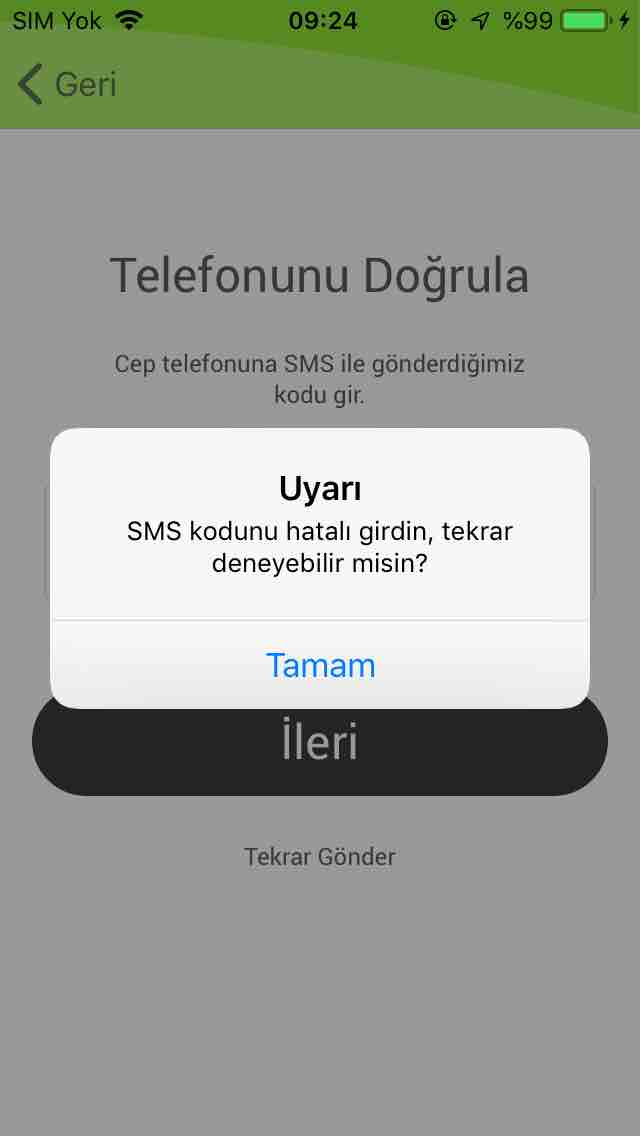 SIM Yok 09:24 %99
Geri
Telefonunu Doğrula
Cep telefonuna SMS ile gönderdiğimiz
kodu gir.
Uyarı
SMS kodunu hatalı girdin, tekrar
deneyebilir misin?
Tamam
İleri
Tekrar Gönder